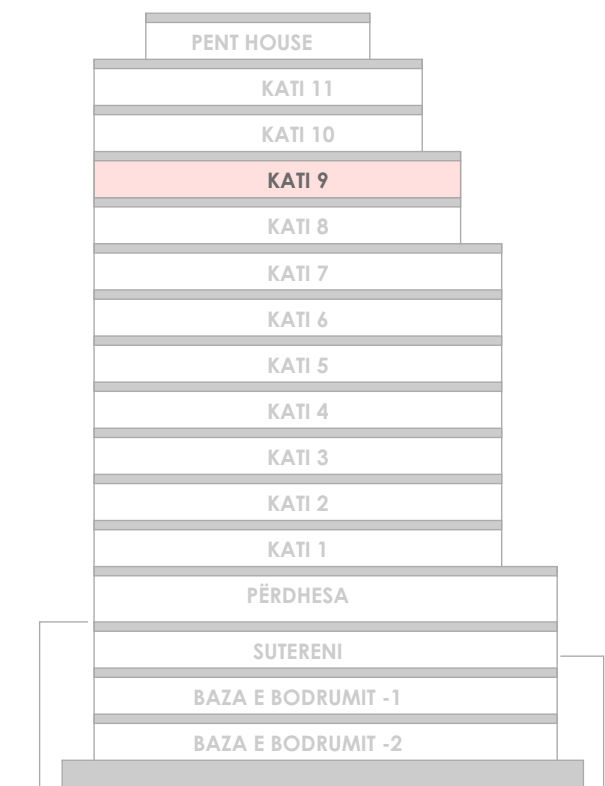 PENT HOUSE
KATI 11
KATI 10
KATI 9
KATI 8
KATI 7
KATI 6
KATI 5
KATI 4
KATI 3
KATI 2
KATI 1
PËRDHESA
SUTERENI
BAZA E BODRUMIT -1
BAZA E BODRUMIT -2